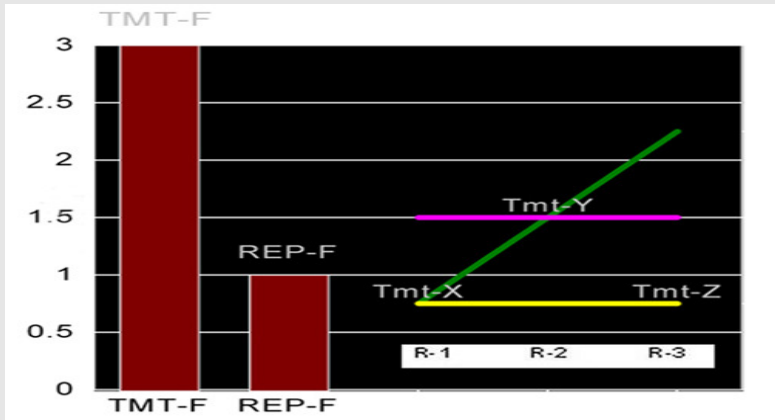 TMT-F
3
2.5
2
1.5
1
0.5
0
REP-F
Tmt-Y
Tmt-X Tmt-Z
R-1 R-2 R-3
TMT-F REP-F